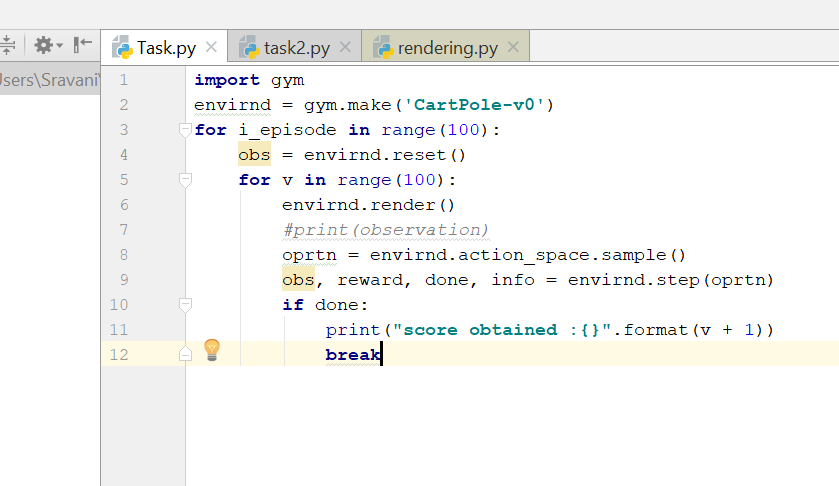 Task.py task2.py rendering.py
Users\Sravani\
1 import gym
2 envirnd = gym.make('CartPole-v0')
3 for i_episode in range(100):
4     obs = envirnd.reset()
5     for v in range(100):
6         envirnd.render()
7         #print(observation)
8         oprtn = envirnd.action_space.sample()
9         obs, reward, done, info = envirnd.step(oprtn)
10         if done:
11             print("score obtained :{}".format(v + 1))
12             break